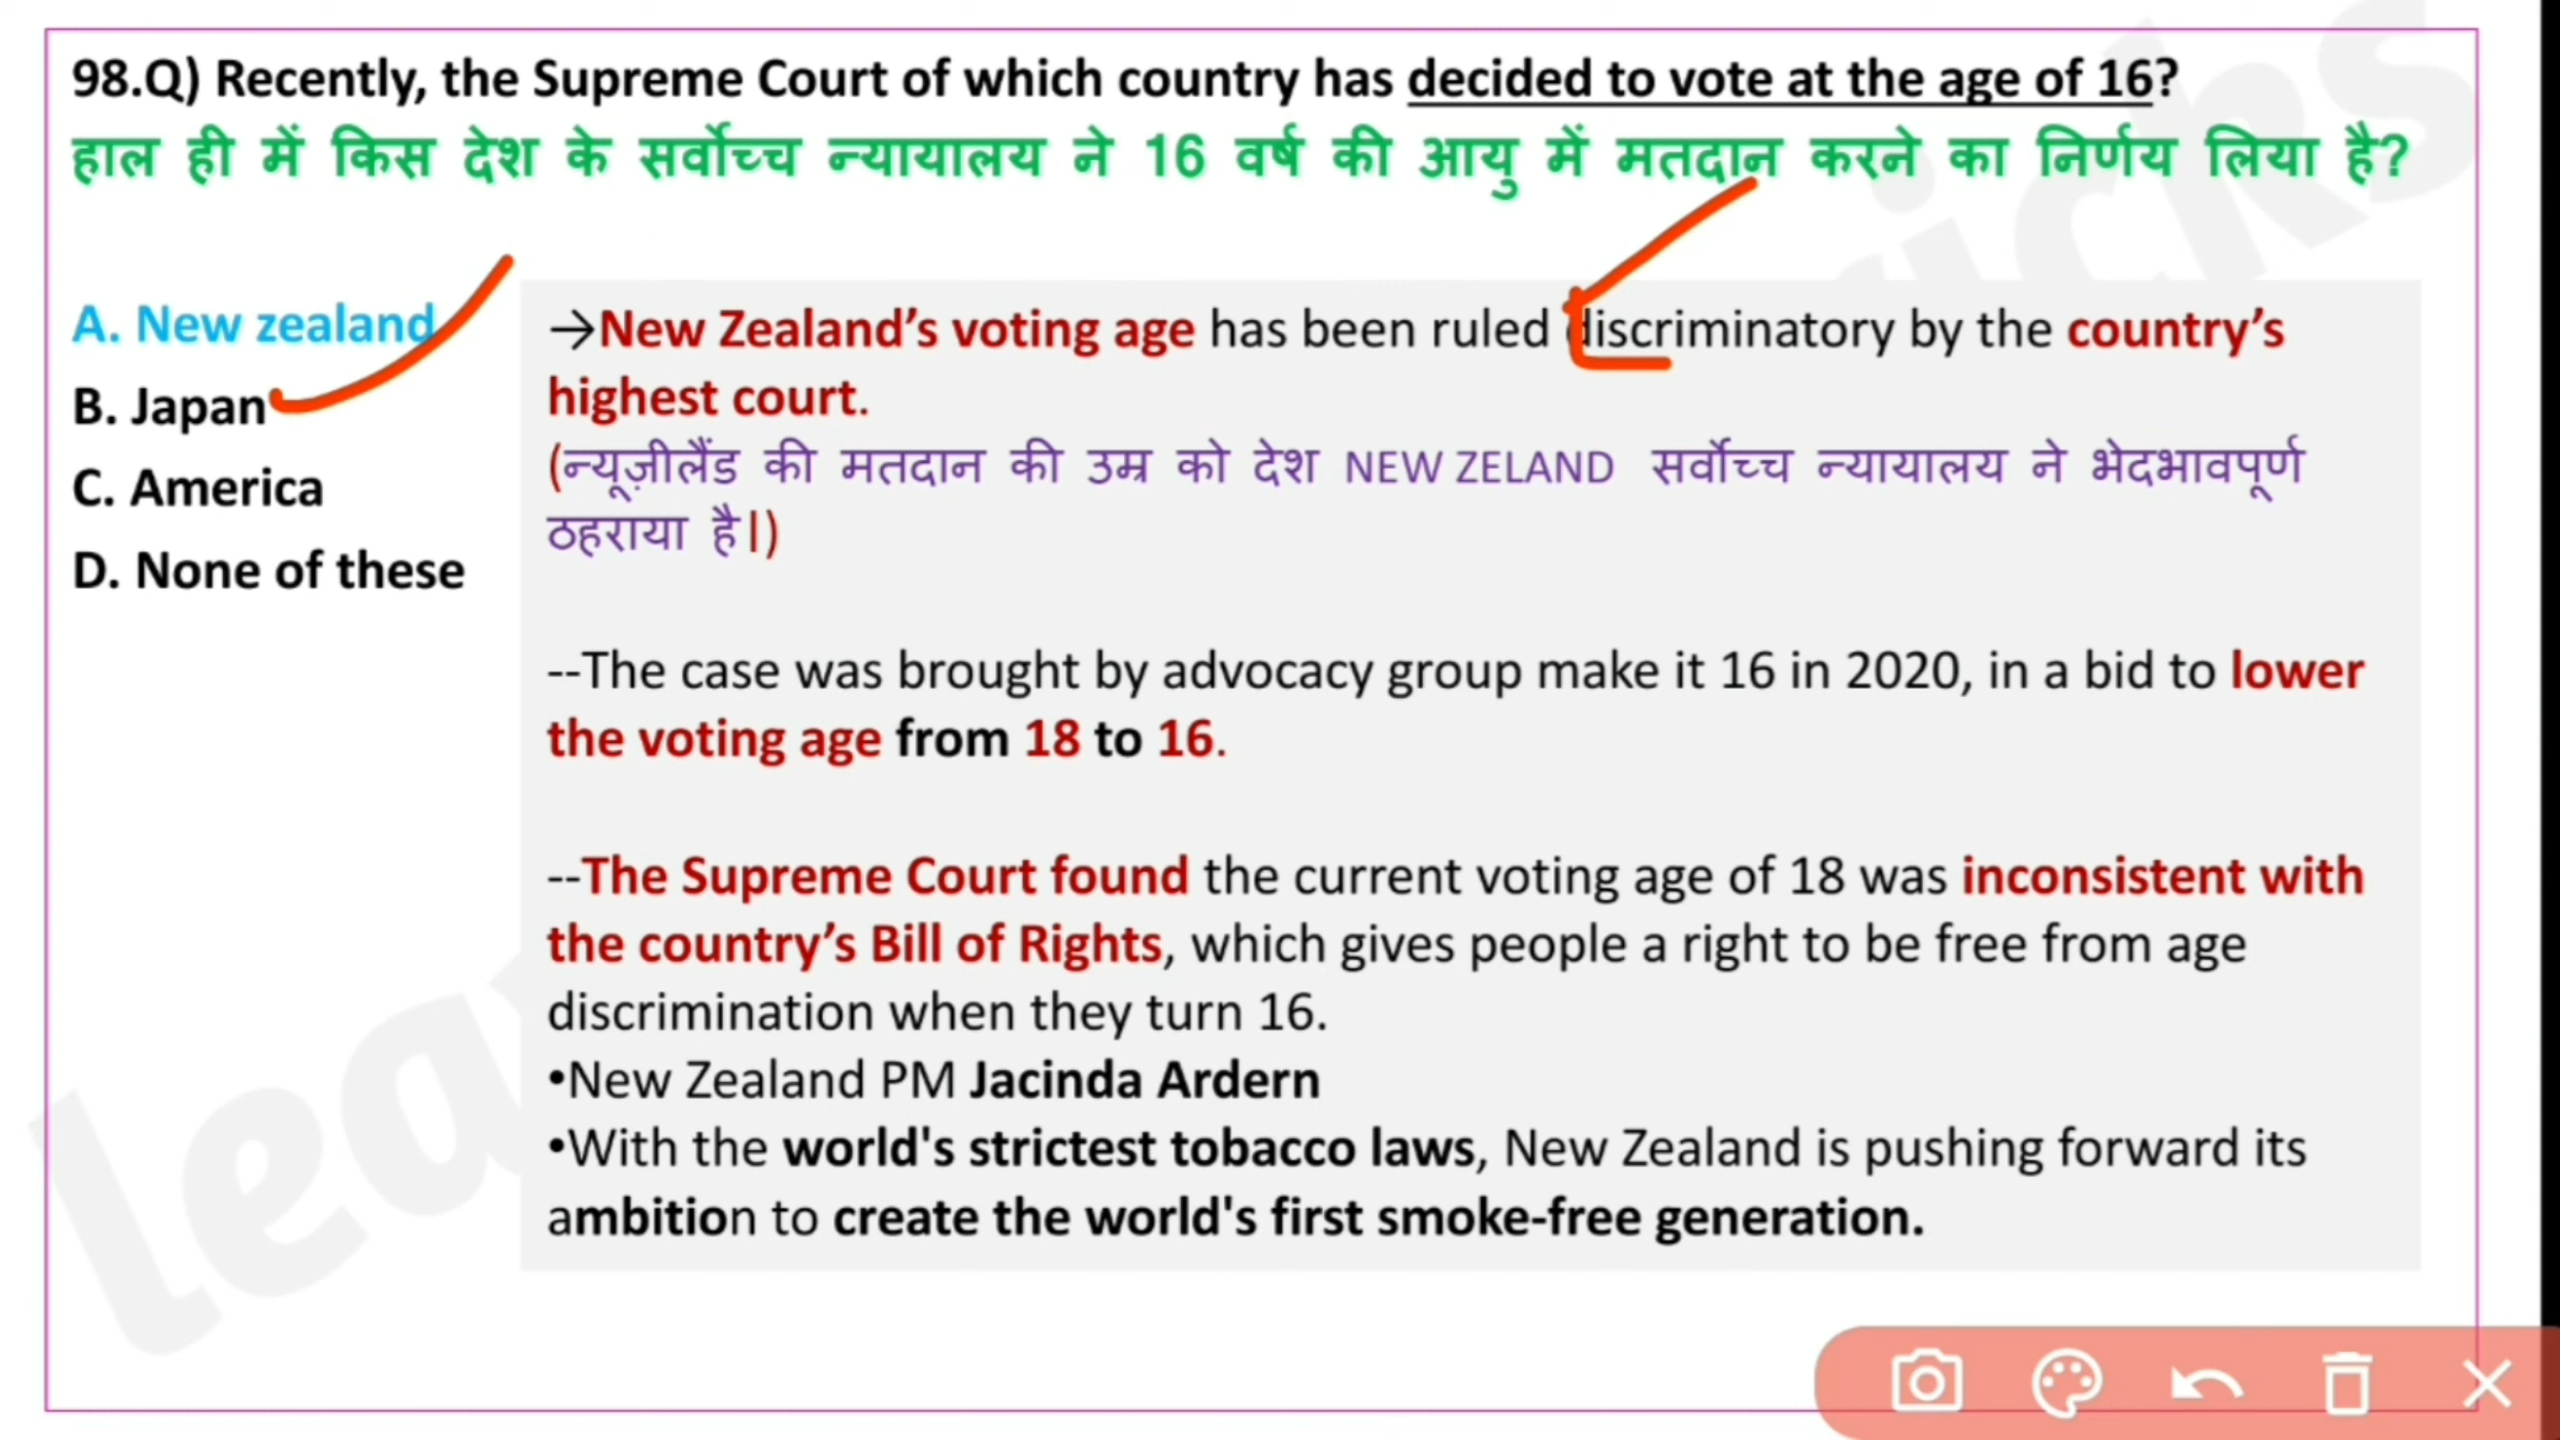 98.Q) Recently, the Supreme Court of which country has decided to vote at the age of 16?
हाल ही में किस देश के सर्वोच्च न्यायालय ने 16 वर्ष की आयु में मतदान करने का निर्णय लिया है?
A. New zealand
B. Japan
C. America
D. None of these
→New Zealand’s voting age has been ruled discriminatory by the country’s
highest court.
(न्यूज़ीलैंड की मतदान की उम्र को देश NEW ZELAND सर्वोच्च न्यायालय ने भेदभावपूर्ण
ठहराया है।)
--The case was brought by advocacy group make it 16 in 2020, in a bid to lower
the voting age from 18 to 16.
--The Supreme Court found the current voting age of 18 was inconsistent with
the country’s Bill of Rights, which gives people a right to be free from age
discrimination when they turn 16.
•New Zealand PM Jacinda Ardern
•With the world's strictest tobacco laws, New Zealand is pushing forward its
ambition to create the world's first smoke-free generation.